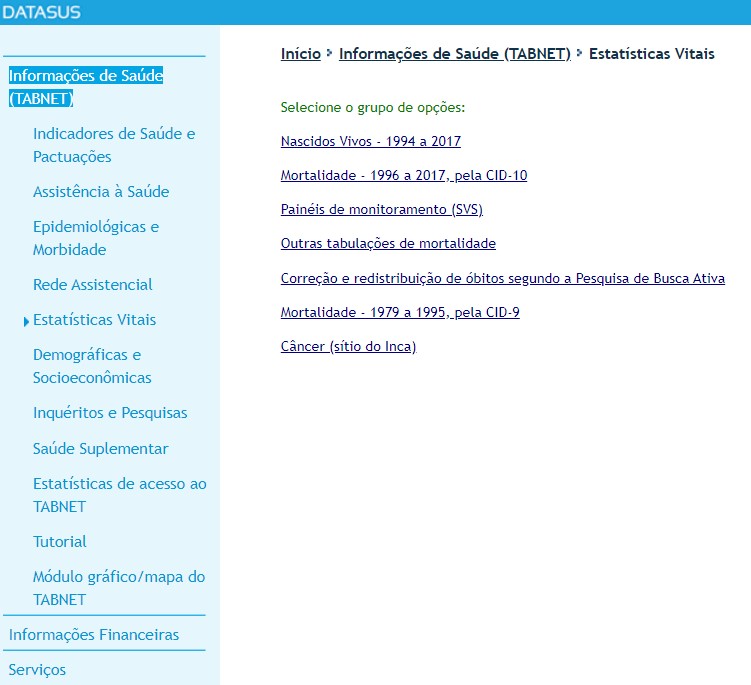 DATASUS
Informações de Saúde
(TABNET)
Indicadores de Saúde e
Pactuações
Assistência à Saúde
Epidemiológicas e
Morbidade
Rede Assistencial
Estatísticas Vitais
Demográficas e
Socioeconômicas
Inquéritos e Pesquisas
Saúde Suplementar
Estatísticas de acesso ao
TABNET
Tutorial
Módulo gráfico/mapa do
TABNET
Informações Financeiras
Serviços
Início > Informações de Saúde (TABNET) > Estatísticas Vitais
Selecione o grupo de opções:
Nascidos Vivos - 1994 a 2017
Mortalidade - 1996 a 2017, pela CID-10
Painéis de monitoramento (SVS)
Outras tabulações de mortalidade
Correção e redistribuição de óbitos segundo a Pesquisa de Busca Ativa
Mortalidade - 1979 a 1995, pela CID-9
Câncer (sítio do Inca)